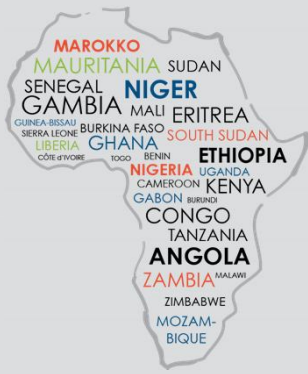 MAROKKO
MAURITANIA SUDAN
SENEGAL NIGER
GAMBIA MALI ERITREA
GUINEA-BISSAU BURKINA FASO SOUTH SUDAN
SIERRA LEONE GHANA
LIBERIA ETHIOPIA
CÔTE d'IVOIRE TOGO BENIN
NIGERIA UGANDA
CAMEROON KENYA
GABON BURUNDI
CONGO
TANZANIA
ANGOLA
ZAMBIA MALAWI
ZIMBABWE
MOZAM-
BIQUE